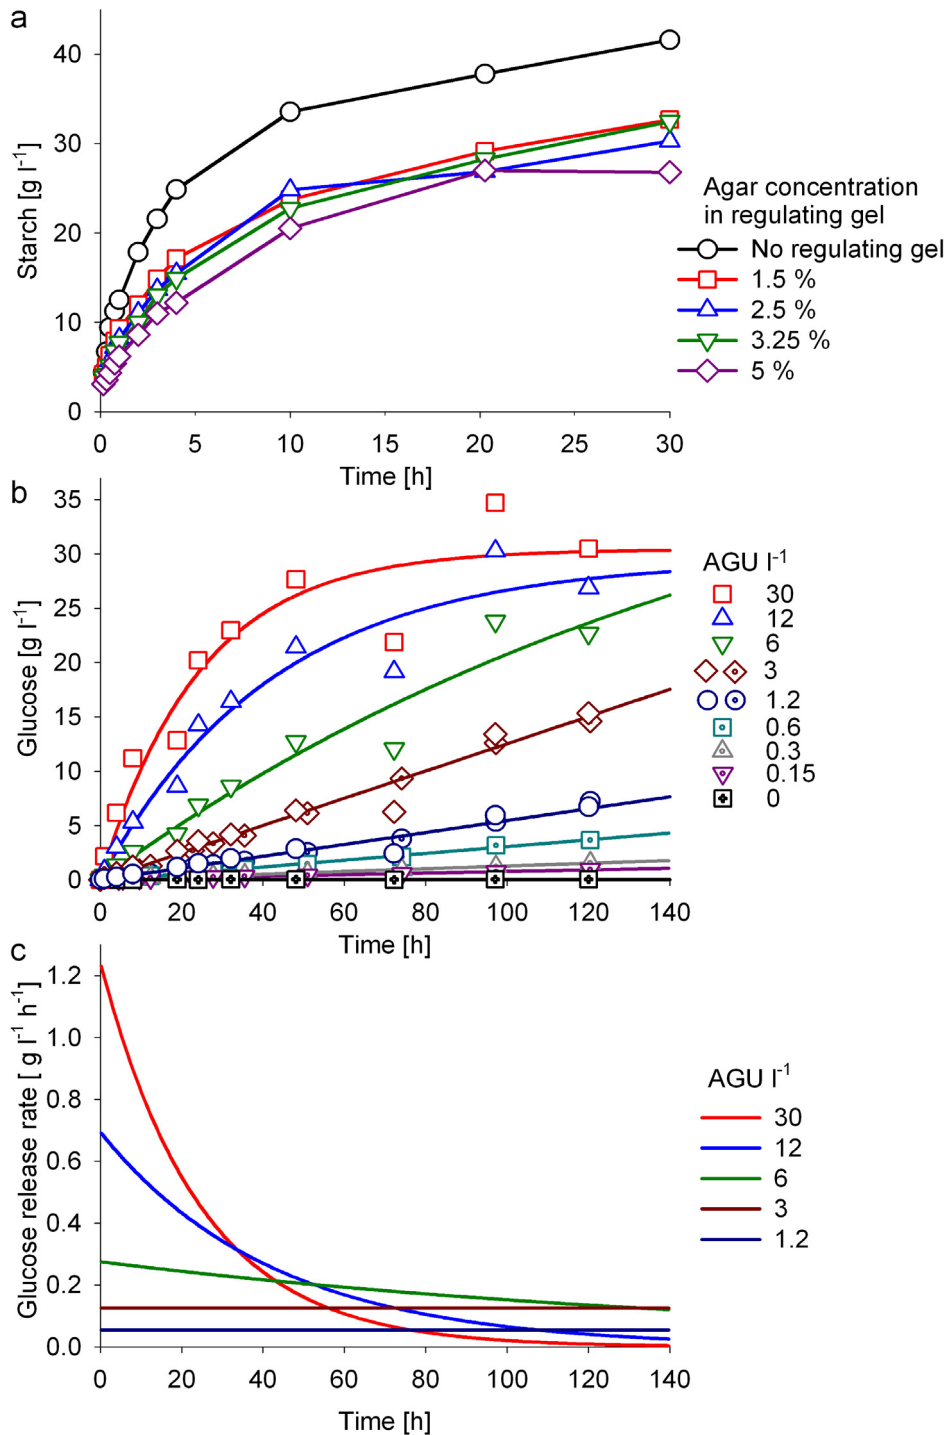 a
40
30
20
10
0
Starch [g l⁻¹]
0 5 10 15 20 25 30
Time [h]
Agar concentration
in regulating gel
No regulating gel
1.5 %
2.5 %
3.25 %
5 %
b
35
30
25
20
15
10
5
0
Glucose [g l⁻¹]
0 20 40 60 80 100 120 140
Time [h]
AGU l⁻¹
30
12
6
3
1.2
0.6
0.3
0.15
0
c
1.2
1.0
0.8
0.6
0.4
0.2
0.0
Glucose release rate [ g l⁻¹ h⁻¹]
0 20 40 60 80 100 120 140
Time [h]
AGU l⁻¹
30
12
6
3
1.2